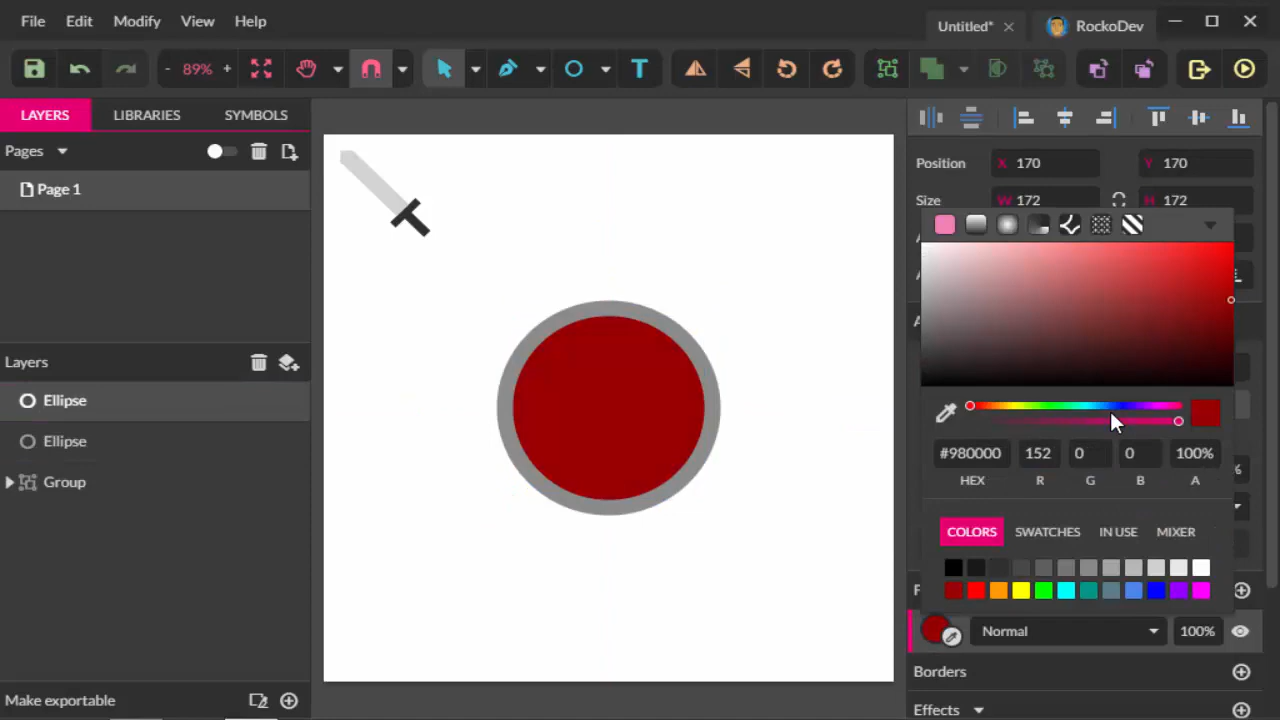 File Edit Modify View Help
Untitled* RockoDev
- 89% +
LAYERS LIBRARIES SYMBOLS
Pages
Position X 170 Y 170
Page 1
Size W 172 H 172
Layers
Ellipse
Ellipse
#980000 152 0 0 100%
Group
HEX R G B A
COLORS SWATCHES IN USE MIXER
Normal 100%
Borders
Make exportable
Effects